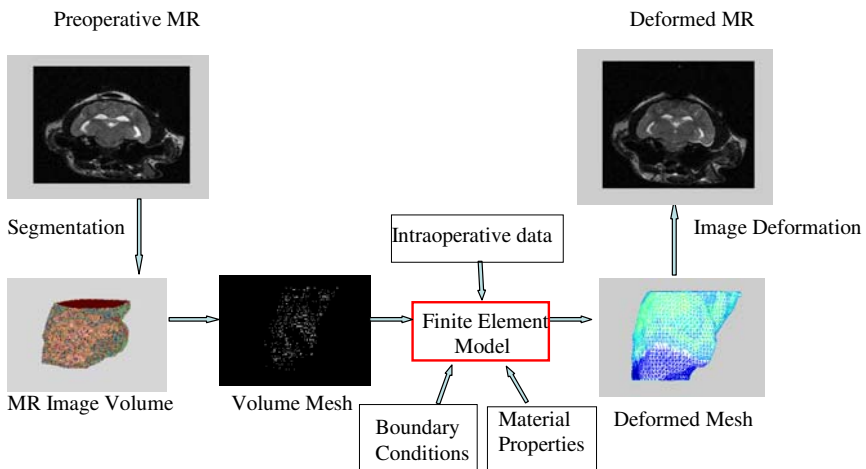 Preoperative MR
Deformed MR
Segmentation
Intraoperative data
Image Deformation
Finite Element
Model
MR Image Volume
Volume Mesh
Boundary
Conditions
Material
Properties
Deformed Mesh